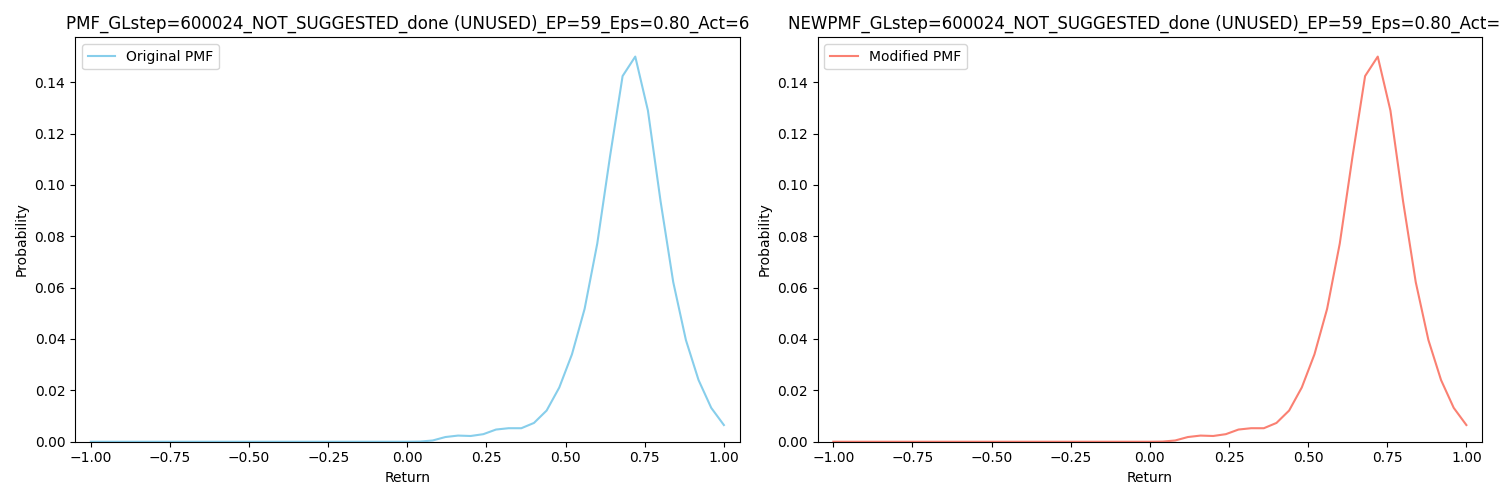 PMF_GLstep=600024_NOT_SUGGESTED_done (UNUSED)_EP=59_Eps=0.80_Act=6
Original PMF
Probability
0.14
0.12
0.10
0.08
0.06
0.04
0.02
0.00
−1.00 −0.75 −0.50 −0.25 0.00 0.25 0.50 0.75 1.00
Return
NEWPMF_GLstep=600024_NOT_SUGGESTED_done (UNUSED)_EP=59_Eps=0.80_Act=
Modified PMF
Probability
0.14
0.12
0.10
0.08
0.06
0.04
0.02
0.00
−1.00 −0.75 −0.50 −0.25 0.00 0.25 0.50 0.75 1.00
Return